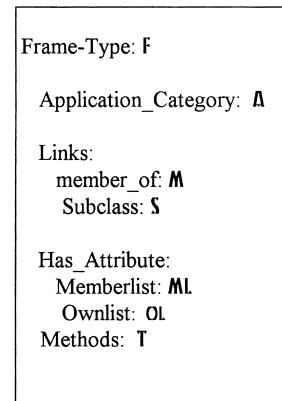 Frame-Type: F
Application_Category: A
Links:
member_of: M
Subclass: S
Has_Attribute:
Memberlist: ML
Ownlist: OL
Methods: T